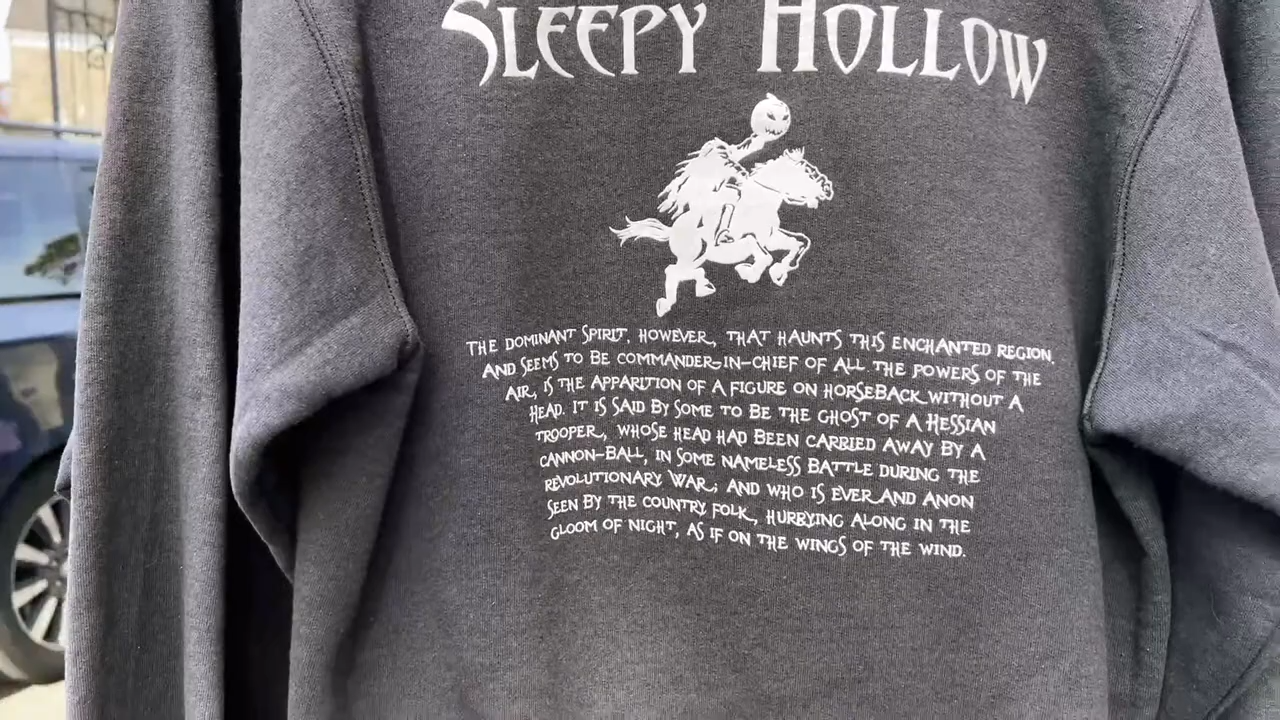 SLEEPY HOLLOW
THE DOMINANT SPIRIT, HOWEVER, THAT HAUNTS THIS ENCHANTED REGION,
AND SEEMS TO BE COMMANDER-IN-CHIEF OF ALL THE POWERS OF THE
AIR, IS THE APPARITION OF A FIGURE ON HORSEBACK WITHOUT A
HEAD. IT IS SAID BY SOME TO BE THE GHOST OF A HESSIAN
TROOPER, WHOSE HEAD HAD BEEN CARRIED AWAY BY A
CANNON-BALL, IN SOME NAMELESS BATTLE DURING THE
REVOLUTIONARY WAR; AND WHO IS EVER AND ANON
SEEN BY THE COUNTRY FOLK, HURRYING ALONG IN THE
GLOOM OF NIGHT, AS IF ON THE WINGS OF THE WIND.